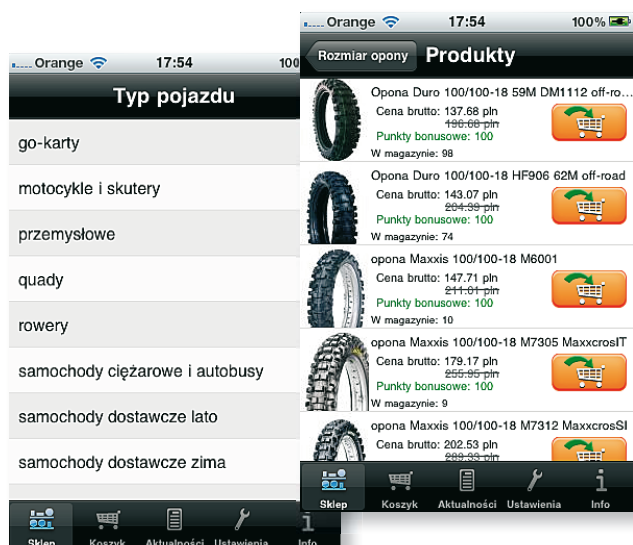 Orange 17:54 100
Typ pojazdu
go-karty
motocykle i skutery
przemysłowe
quady
rowery
samochody ciężarowe i autobusy
samochody dostawcze lato
samochody dostawcze zima
Sklep Koszyk Aktualności Ustawienia Info
Orange 17:54 100%
Rozmiar opony Produkty
Opona Duro 100/100-18 59M DM1112 off-ro...
Cena brutto: 137.68 pln
196.68 pln
Punkty bonusowe: 100
W magazynie: 98
Opona Duro 100/100-18 HF906 62M off-road
Cena brutto: 143.07 pln
204.39 pln
Punkty bonusowe: 100
W magazynie: 74
opona Maxxis 100/100-18 M6001
Cena brutto: 147.71 pln
211.01 pln
Punkty bonusowe: 100
W magazynie: 10
opona Maxxis 100/100-18 M7305 MaxxcrosIT
Cena brutto: 179.17 pln
255.95 pln
Punkty bonusowe: 100
W magazynie: 9
opona Maxxis 100/100-18 M7312 MaxxcrosSI
Cena brutto: 202.53 pln
289.33 pln
Sklep Koszyk Aktualności Ustawienia Info